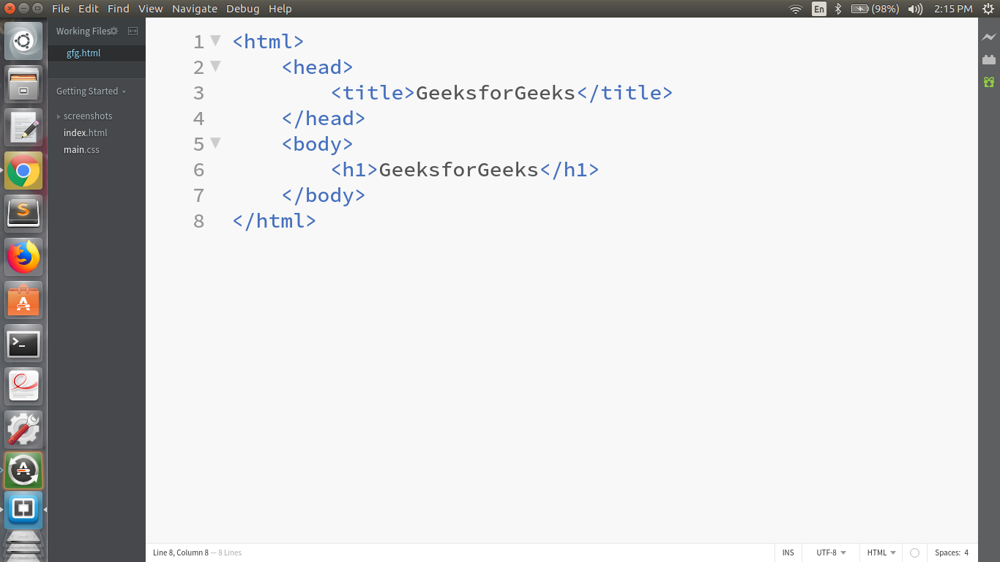 File Edit Find View Navigate Debug Help En (98%) 2:15 PM
Working Files
gfg.html
Getting Started
screenshots
index.html
main.css
1 <html>
2     <head>
3         <title>GeeksforGeeks</title>
4     </head>
5     <body>
6         <h1>GeeksforGeeks</h1>
7     </body>
8 </html>
Line 8, Column 8 — 8 Lines INS UTF-8 HTML Spaces: 4